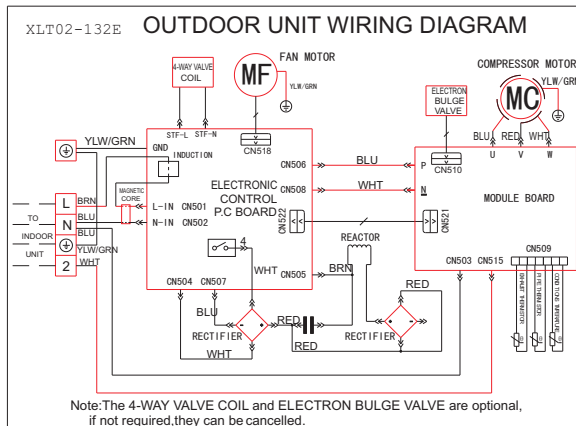 XLT02-132E OUTDOOR UNIT WIRING DIAGRAM
FAN MOTOR
COMPRESSOR MOTOR
4-WAY VALVE
COIL
MF
YLW/GRN
ELECTRON
BULGE
VALVE
MC
YLW/GRN
BLU RED WHT
U V W
STF-L STF-N
CN518
CN510
YLW/GRN
GND
INDUCTION
CN506 BLU P
CN508 WHT N
ELECTRONIC
CONTROL
P.C BOARD
MODULE BOARD
MAGNETIC
CORE
L BRN L-IN CN501
N BLU N-IN CN502
BLU
YLW/GRN
2 WHT
TO
INDOOR
UNIT
CN522
CN521
REACTOR
4
WHT
CN505
BRN
CN504 CN507
CN503 CN515
CN509
BLU
RED
RED
RECTIFIER
RED
RECTIFIER
WHT
Note:The 4-WAY VALVE COIL and ELECTRON BULGE VALVE are optional,
if not required,they can be cancelled.